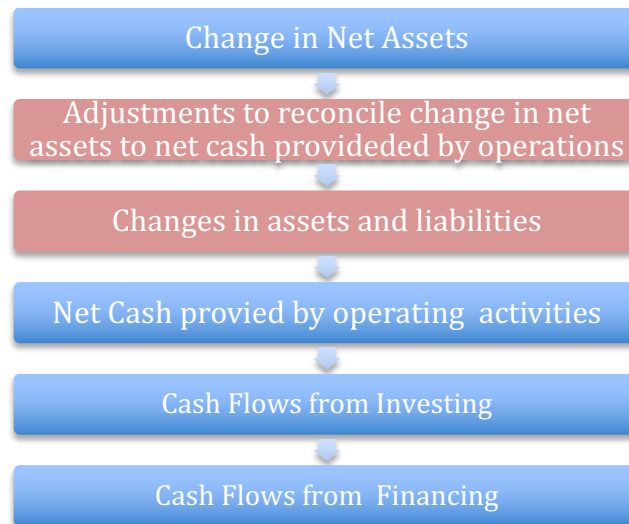 Change in Net Assets
Adjustments to reconcile change in net
assets to net cash provideded by operations
Changes in assets and liabilities
Net Cash provied by operating activities
Cash Flows from Investing
Cash Flows from Financing